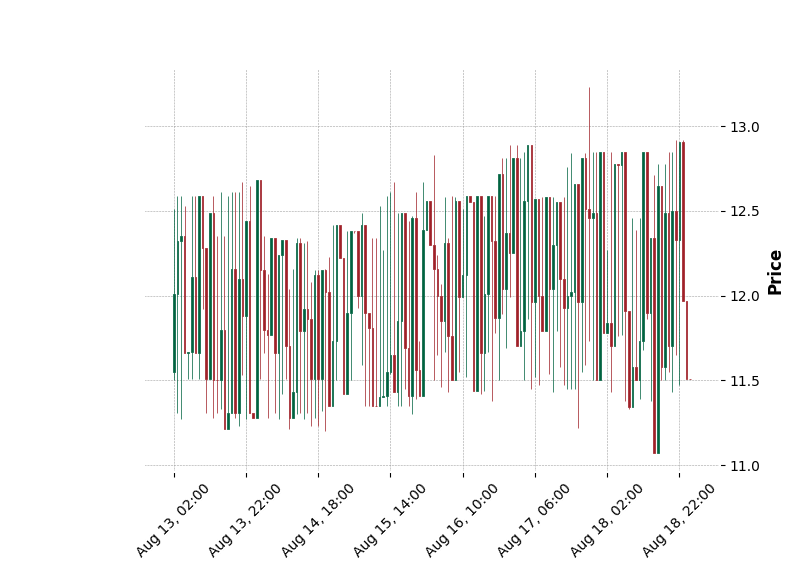 13.0
12.5
12.0
11.5
11.0
Price
Aug 13, 02:00
Aug 13, 22:00
Aug 14, 18:00
Aug 15, 14:00
Aug 16, 10:00
Aug 17, 06:00
Aug 18, 02:00
Aug 18, 22:00